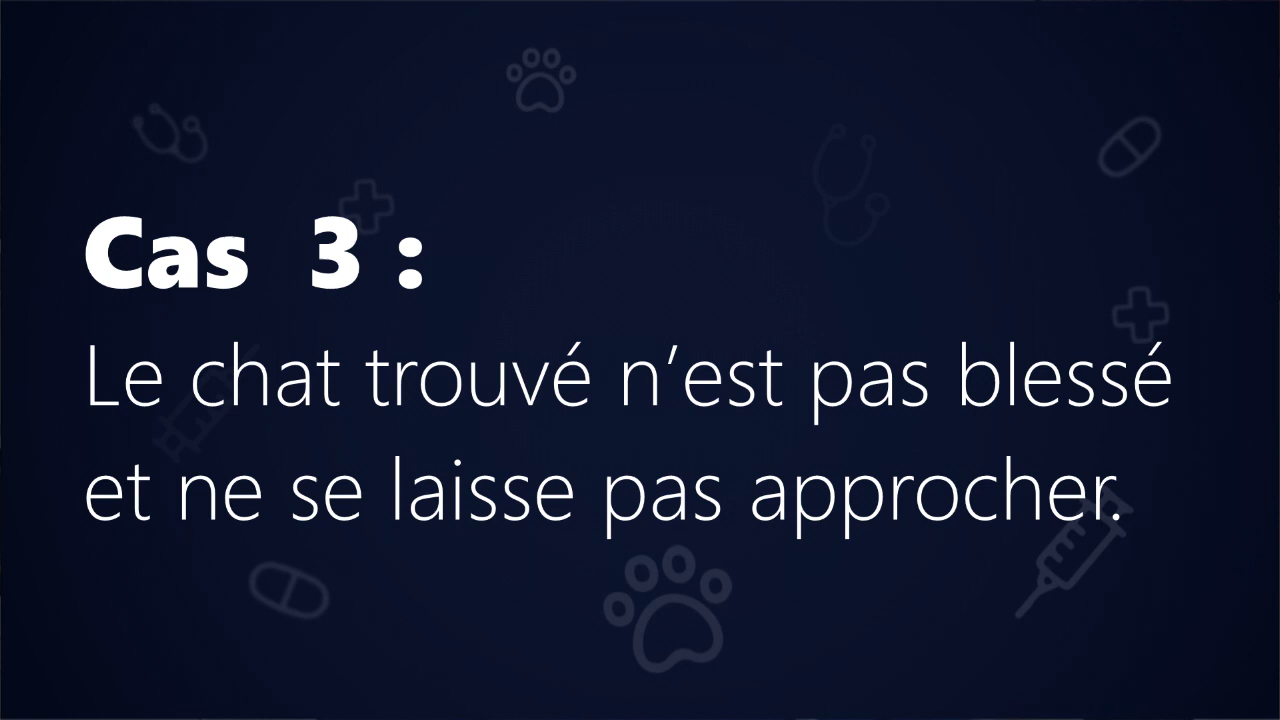 Cas  3 :
Le chat trouvé n’est pas blessé
et ne se laisse pas approcher.